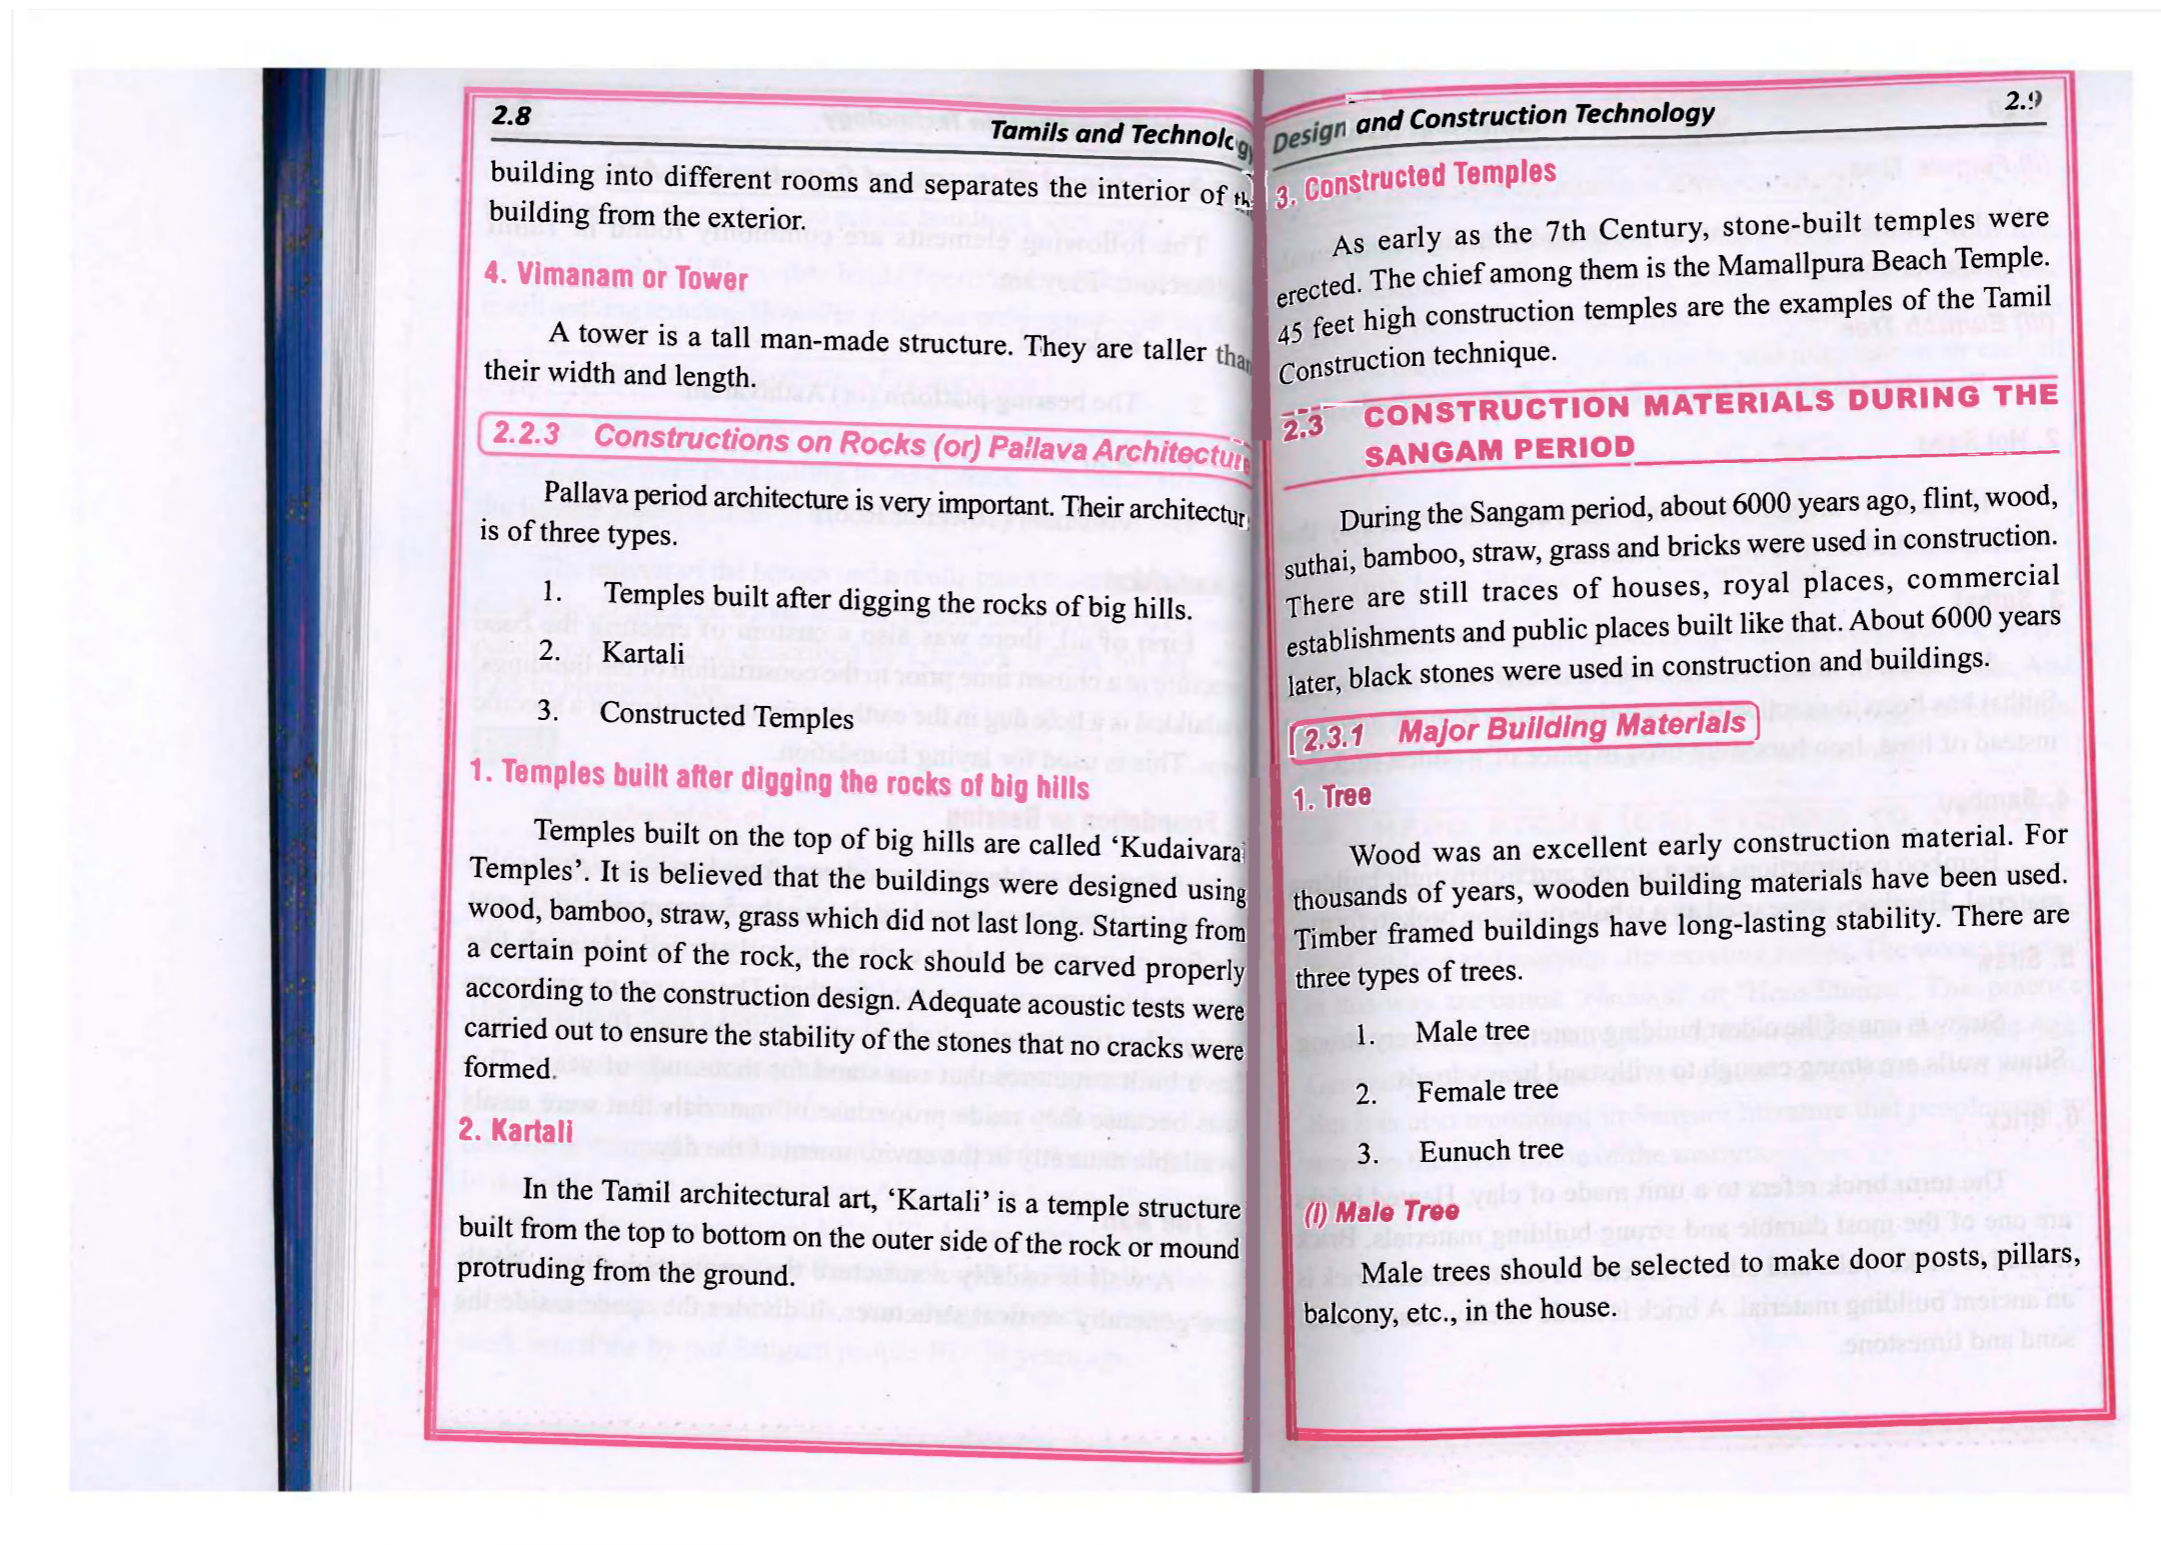 2.8
Tamils and Technology
building into different rooms and separates the interior of th
building from the exterior.
4. Vimanam or Tower
A tower is a tall man-made structure. They are taller than
their width and length.
2.2.3 Constructions on Rocks (or) Pallava Architecture
Pallava period architecture is very important. Their architectur
is of three types.
1. Temples built after digging the rocks of big hills.
2. Kartali
3. Constructed Temples
1. Temples built after digging the rocks of big hills
Temples built on the top of big hills are called ‘Kudaivarai
Temples’. It is believed that the buildings were designed using
wood, bamboo, straw, grass which did not last long. Starting from
a certain point of the rock, the rock should be carved properly
according to the construction design. Adequate acoustic tests were
carried out to ensure the stability of the stones that no cracks were
formed.
2. Kartali
In the Tamil architectural art, ‘Kartali’ is a temple structure
built from the top to bottom on the outer side of the rock or mound
protruding from the ground.
Design and Construction Technology
2.9
3. Constructed Temples
As early as the 7th Century, stone-built temples were
erected. The chief among them is the Mamallpura Beach Temple.
45 feet high construction temples are the examples of the Tamil
Construction technique.
2.3 CONSTRUCTION MATERIALS DURING THE
SANGAM PERIOD
During the Sangam period, about 6000 years ago, flint, wood,
suthai, bamboo, straw, grass and bricks were used in construction.
There are still traces of houses, royal places, commercial
establishments and public places built like that. About 6000 years
later, black stones were used in construction and buildings.
2.3.1 Major Building Materials
1. Tree
Wood was an excellent early construction material. For
thousands of years, wooden building materials have been used.
Timber framed buildings have long-lasting stability. There are
three types of trees.
1. Male tree
2. Female tree
3. Eunuch tree
(i) Male Tree
Male trees should be selected to make door posts, pillars,
balcony, etc., in the house.